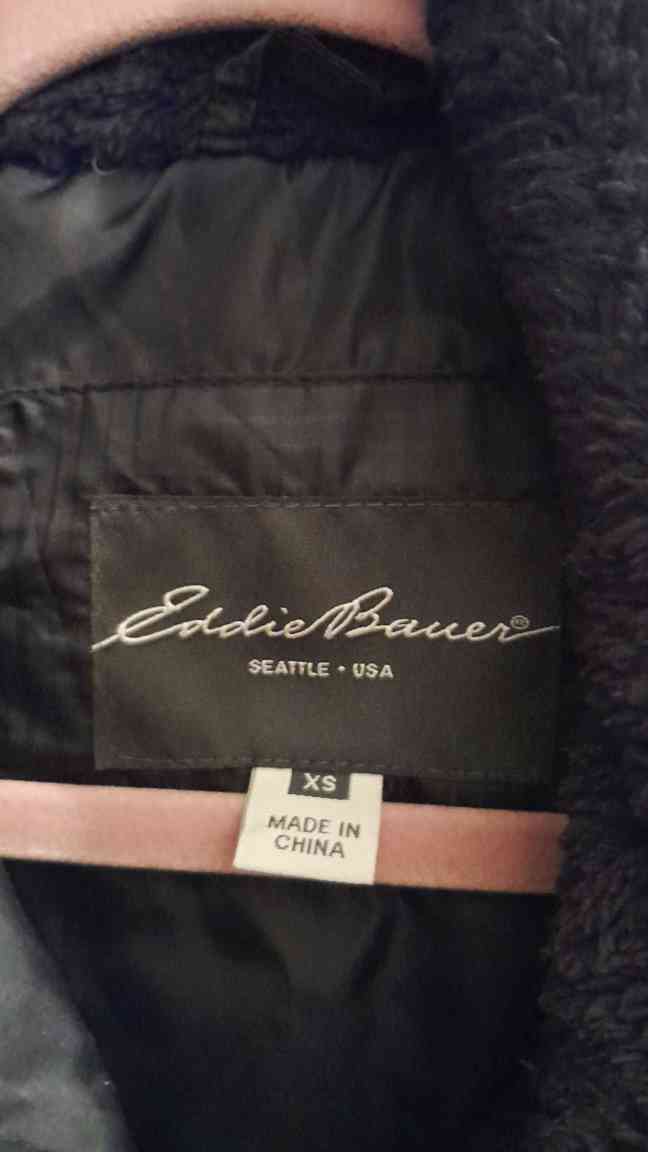 Eddie Bauer®
SEATTLE • USA
XS
MADE IN
CHINA